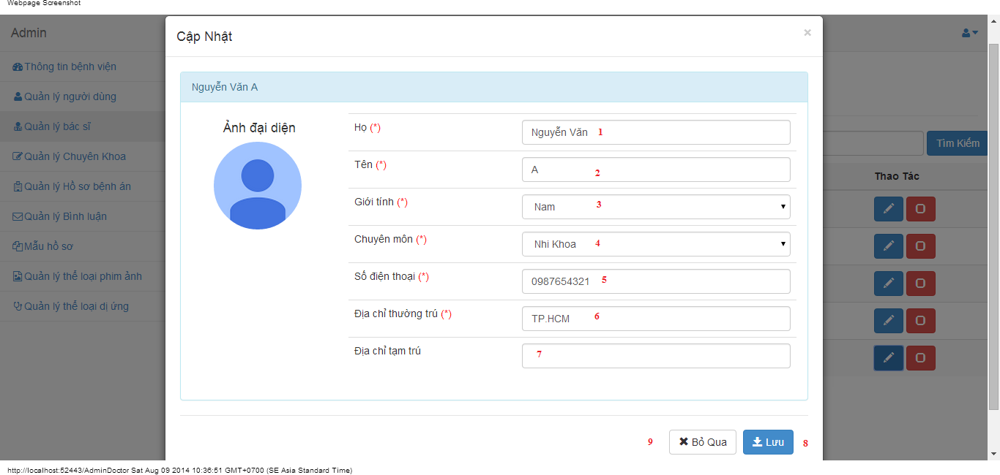 Webpage Screenshot
Admin
Thông tin bệnh viện
Quản lý người dùng
Quản lý bác sĩ
Quản lý Chuyên Khoa
Quản lý Hồ sơ bệnh án
Quản lý Bình luận
Mẫu hồ sơ
Quản lý thể loại phim ảnh
Quản lý thể loại dị ứng
Cập Nhật
×
Nguyễn Văn A
Ảnh đại diện
Họ (*) Nguyễn Văn 1
Tên (*) A 2
Giới tính (*) Nam 3
Chuyên môn (*) Nhi Khoa 4
Số điện thoại (*) 0987654321 5
Địa chỉ thường trú (*) TP.HCM 6
Địa chỉ tạm trú 7
9 Bỏ Qua Lưu 8
Tìm Kiếm
Thao Tác
http://localhost:52443/AdminDoctor Sat Aug 09 2014 10:36:51 GMT+0700 (SE Asia Standard Time)